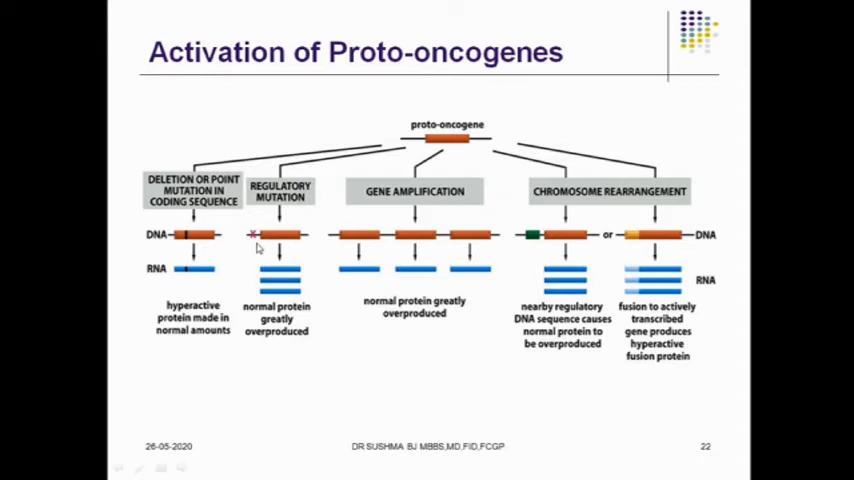 Activation of Proto-oncogenes
proto-oncogene
DELETION OR POINT
MUTATION IN
CODING SEQUENCE
REGULATORY
MUTATION
GENE AMPLIFICATION
CHROMOSOME REARRANGEMENT
DNA
X
or
DNA
RNA
RNA
hyperactive
protein made in
normal amounts
normal protein
greatly
overproduced
normal protein greatly
overproduced
nearby regulatory
DNA sequence causes
normal protein to
be overproduced
fusion to actively
transcribed
gene produces
hyperactive
fusion protein
26-05-2020
DR SUSHMA BJ MBBS,MD,FID,FCGP
22